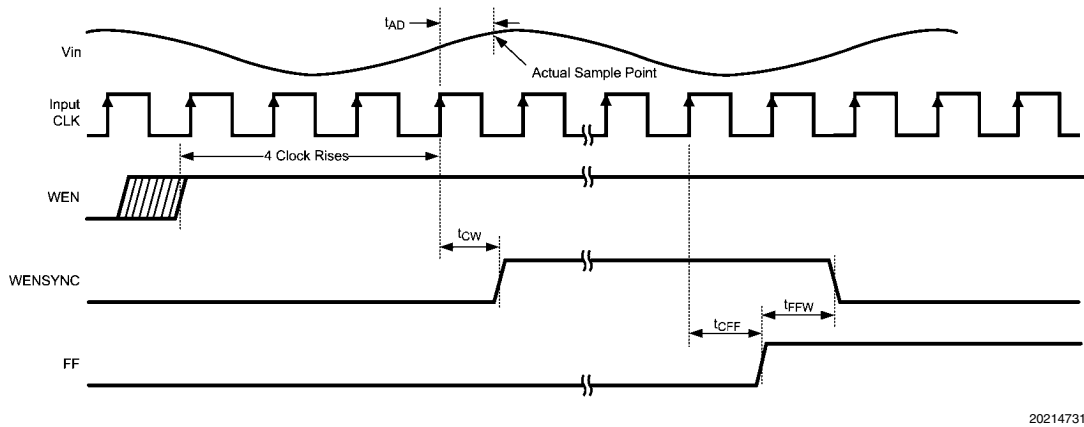 tAD
Vin
Actual Sample Point
Input
CLK
4 Clock Rises
WEN
tCW
WENSYNC
tFFW
tCFF
FF
20214731